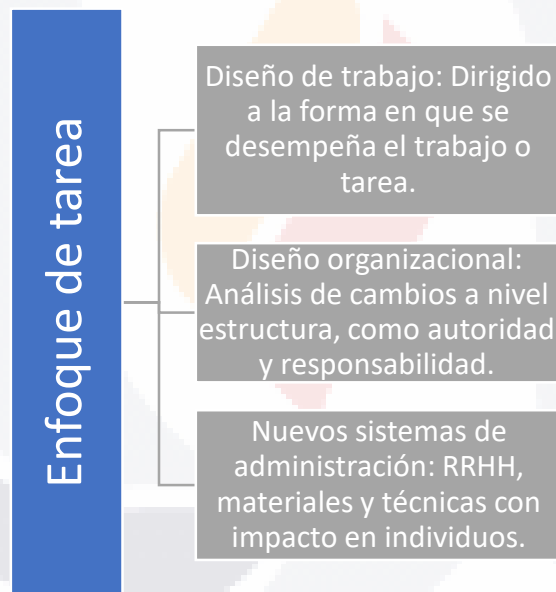 Enfoque de tarea
Diseño de trabajo: Dirigido
a la forma en que se
desempeña el trabajo o
tarea.
Diseño organizacional:
Análisis de cambios a nivel
estructura, como autoridad
y responsabilidad.
Nuevos sistemas de
administración: RRHH,
materiales y técnicas con
impacto en individuos.